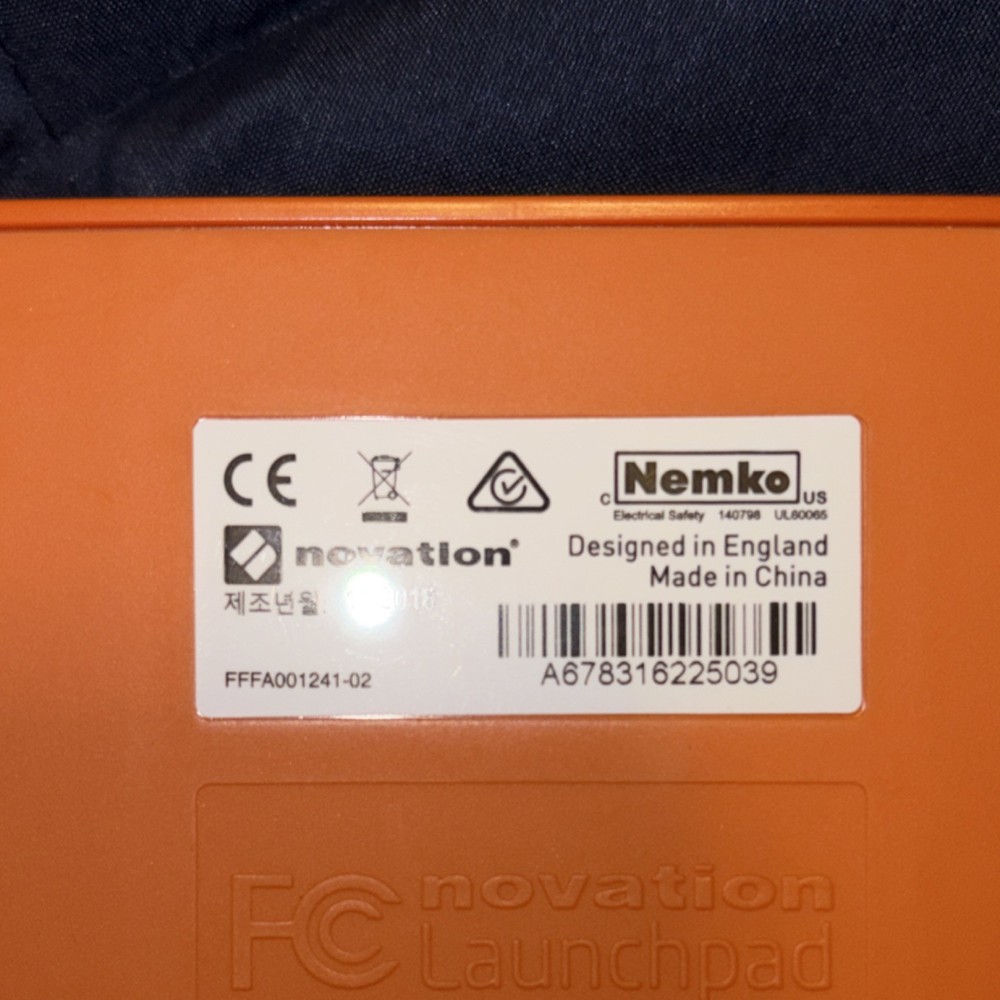 CE
c Nemko us
Electrical Safety 140798 UL60065
novation®
Designed in England
Made in China
제조년월: 2018
A678316225039
FFFA001241-02
FC novation
Launchpad